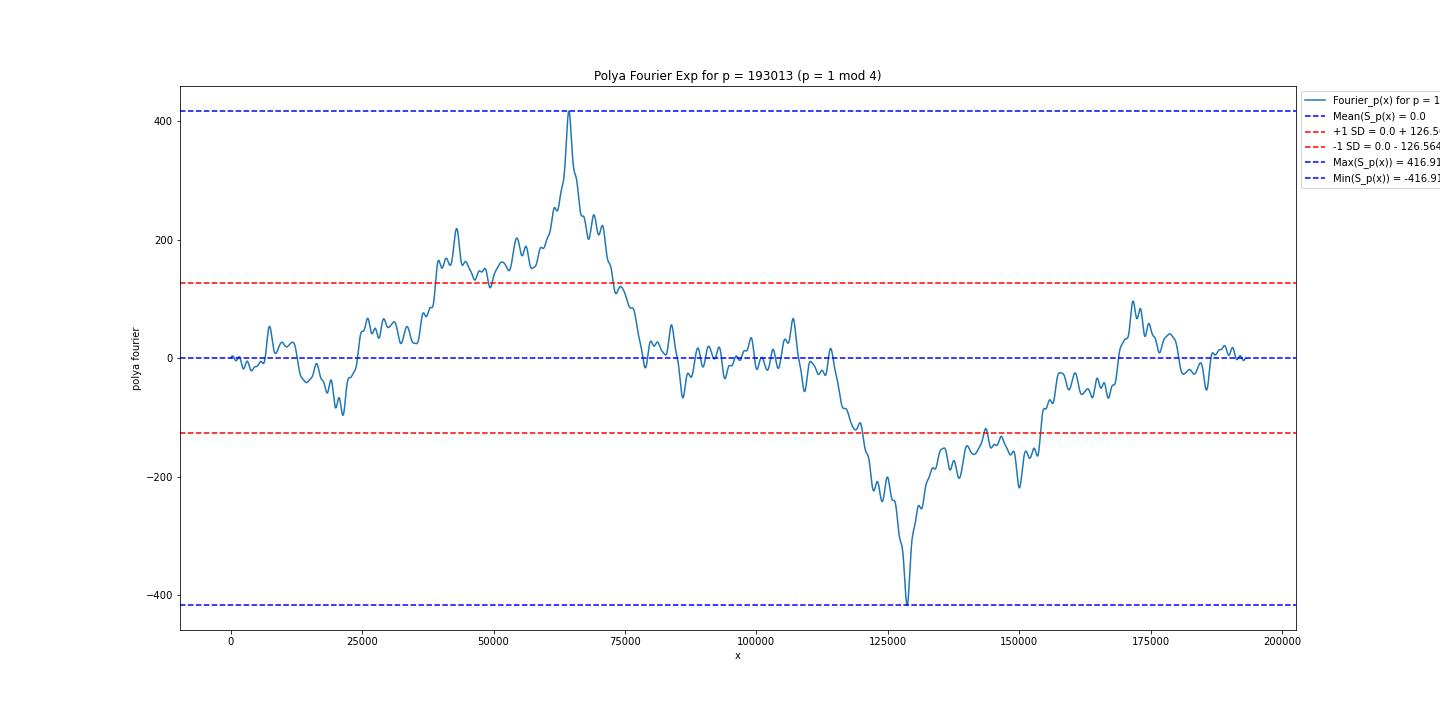 Polya Fourier Exp for p = 193013 (p = 1 mod 4)
Fourier_p(x) for p = 1
Mean(S_p(x) = 0.0
+1 SD = 0.0 + 126.5
-1 SD = 0.0 - 126.564
Max(S_p(x)) = 416.91
Min(S_p(x)) = -416.91
polya fourier
400
200
0
−200
−400
0 25000 50000 75000 100000 125000 150000 175000 200000
x